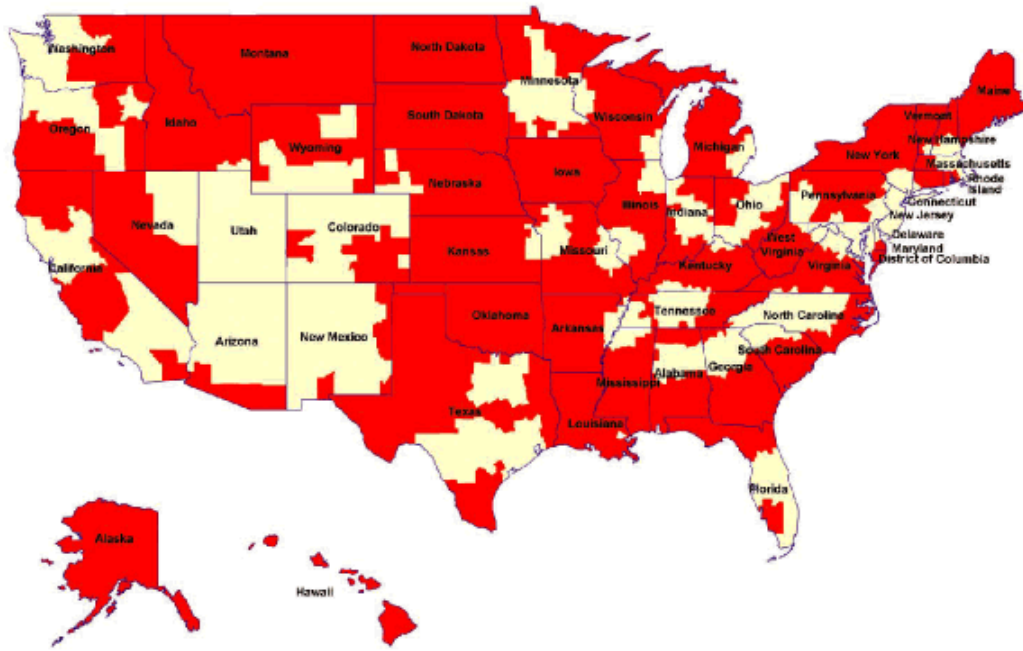 Washington
Montana
North Dakota
Minnesota
Maine
Oregon
Idaho
Wyoming
South Dakota
Wisconsin
Michigan
Vermont
New Hampshire
New York
Massachusetts
Rhode
Island
Connecticut
New Jersey
Nebraska
Iowa
Pennsylvania
Nevada
Utah
Colorado
Illinois
Indiana
Ohio
Delaware
Maryland
District of Columbia
California
Kansas
Missouri
West
Virginia
Virginia
Kentucky
Arizona
New Mexico
Oklahoma
Arkansas
Tennessee
North Carolina
South Carolina
Mississippi
Alabama
Georgia
Texas
Louisiana
Florida
Alaska
Hawaii